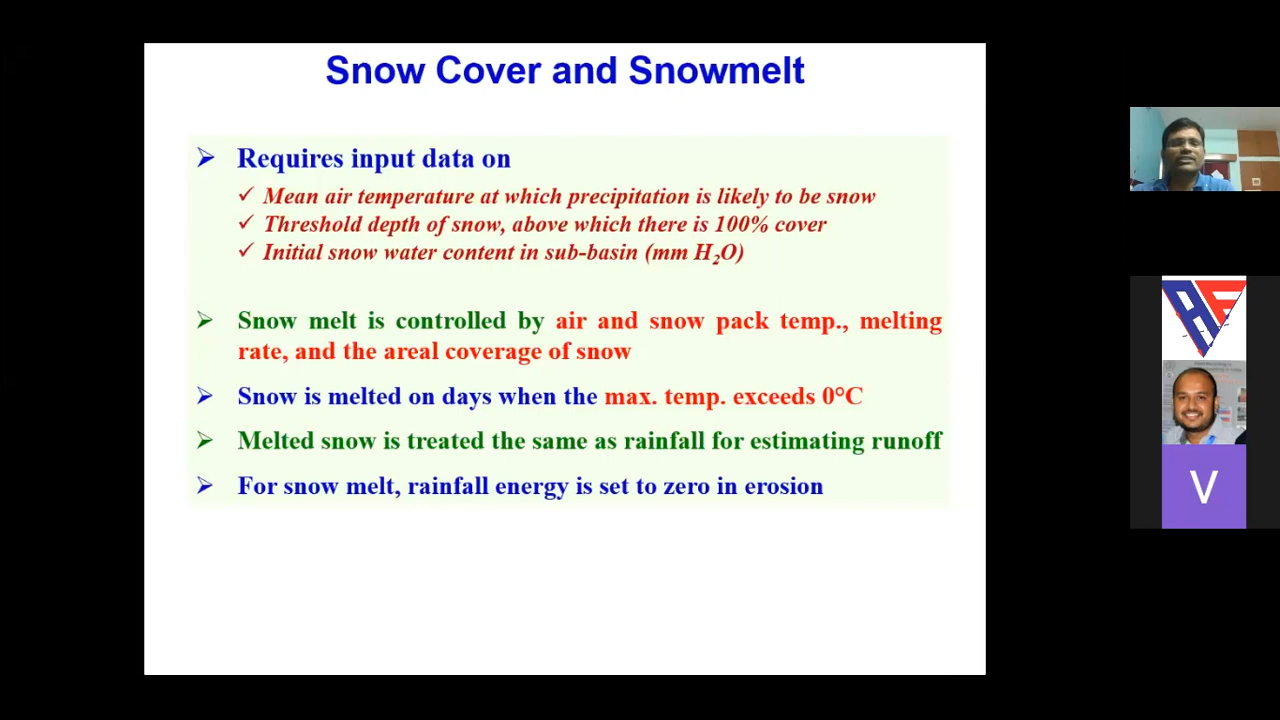 Snow Cover and Snowmelt
➢ Requires input data on
✓ Mean air temperature at which precipitation is likely to be snow
✓ Threshold depth of snow, above which there is 100% cover
✓ Initial snow water content in sub-basin (mm H₂O)
➢ Snow melt is controlled by air and snow pack temp., melting
rate, and the areal coverage of snow
➢ Snow is melted on days when the max. temp. exceeds 0°C
➢ Melted snow is treated the same as rainfall for estimating runoff
➢ For snow melt, rainfall energy is set to zero in erosion
AF
V